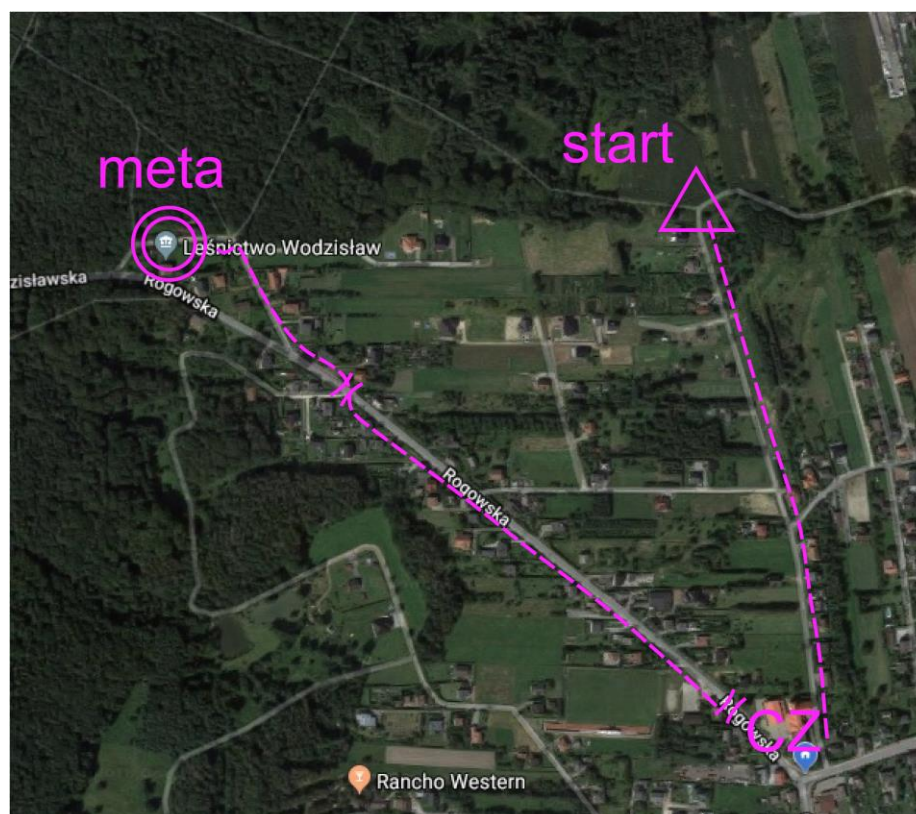 start
meta
Leśnictwo Wodzisław
zisławska
Rogowska
Rogowska
Rogowska
CZ
Rancho Western